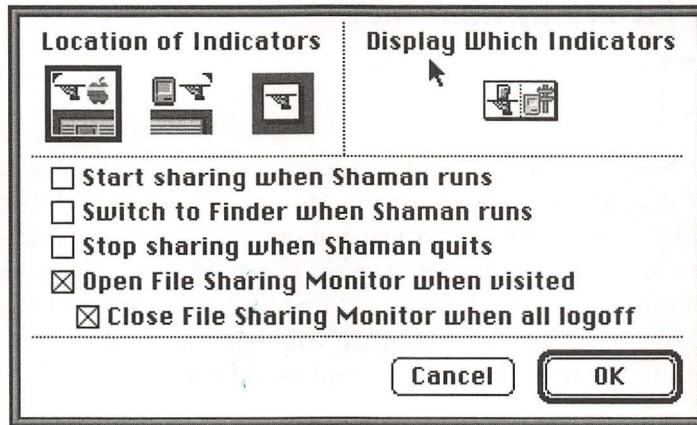 Location of Indicators
Display Which Indicators
Start sharing when Shaman runs
Switch to Finder when Shaman runs
Stop sharing when Shaman quits
Open File Sharing Monitor when visited
Close File Sharing Monitor when all logoff
Cancel
OK